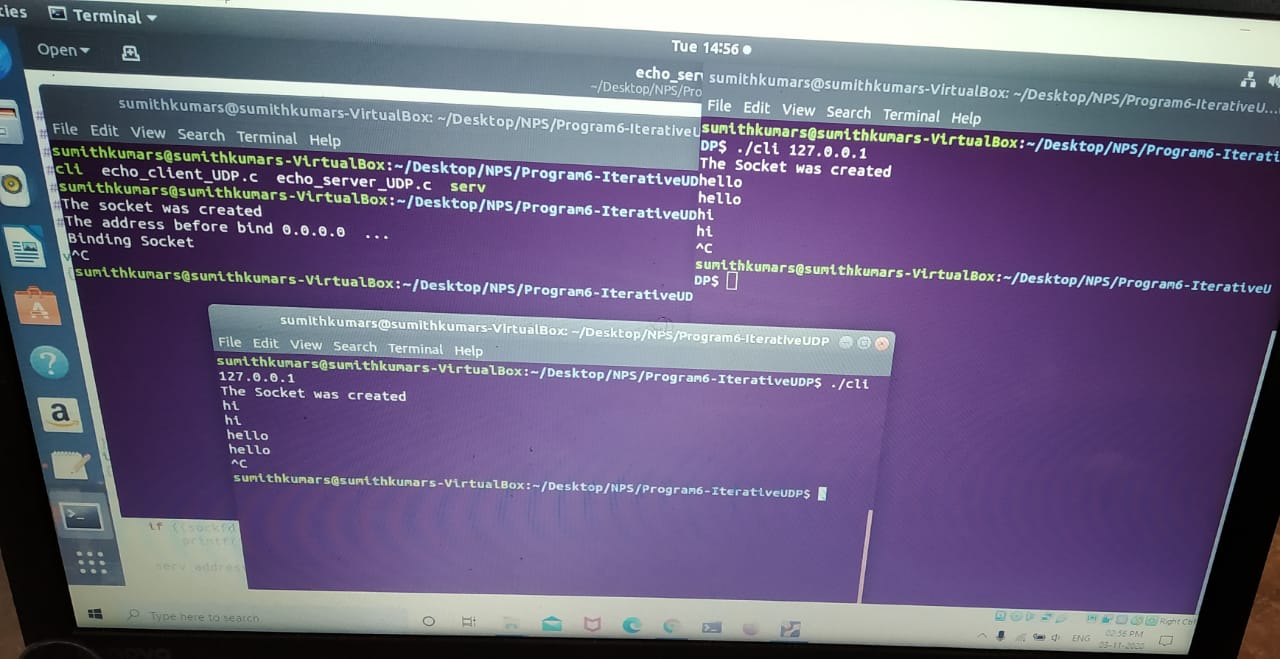 Terminal
Open
Tue 14:56
echo_serv
~/Desktop/NPS/Pro
sumithkumars@sumithkumars-VirtualBox: ~/Desktop/NPS/Program6-IterativeU
File Edit View Search Terminal Help
sumithkumars@sumithkumars-VirtualBox:~/Desktop/NPS/Program6-IterativeUD
cli echo_client_UDP.c echo_server_UDP.c serv
sumithkumars@sumithkumars-VirtualBox:~/Desktop/NPS/Program6-IterativeUD
The socket was created
The address before bind 0.0.0.0 ...
Binding Socket
^C
sumithkumars@sumithkumars-VirtualBox:~/Desktop/NPS/Program6-IterativeUD
sumithkumars@sumithkumars-VirtualBox: ~/Desktop/NPS/Program6-IterativeU...
File Edit View Search Terminal Help
sumithkumars@sumithkumars-VirtualBox:~/Desktop/NPS/Program6-Iterati
DP$ ./cli 127.0.0.1
The Socket was created
hello
hello
hi
hi
^C
sumithkumars@sumithkumars-VirtualBox:~/Desktop/NPS/Program6-IterativeU
DP$
sumithkumars@sumithkumars-VirtualBox: ~/Desktop/NPS/Program6-IterativeUDP
File Edit View Search Terminal Help
sumithkumars@sumithkumars-VirtualBox:~/Desktop/NPS/Program6-IterativeUDP$ ./cli
127.0.0.1
The Socket was created
hi
hi
hello
hello
^C
sumithkumars@sumithkumars-VirtualBox:~/Desktop/NPS/Program6-IterativeUDP$
if ((sockfd
printf(
serv_addres
Type here to search
Right Ctrl
ENG
02:56 PM
03-11-2020